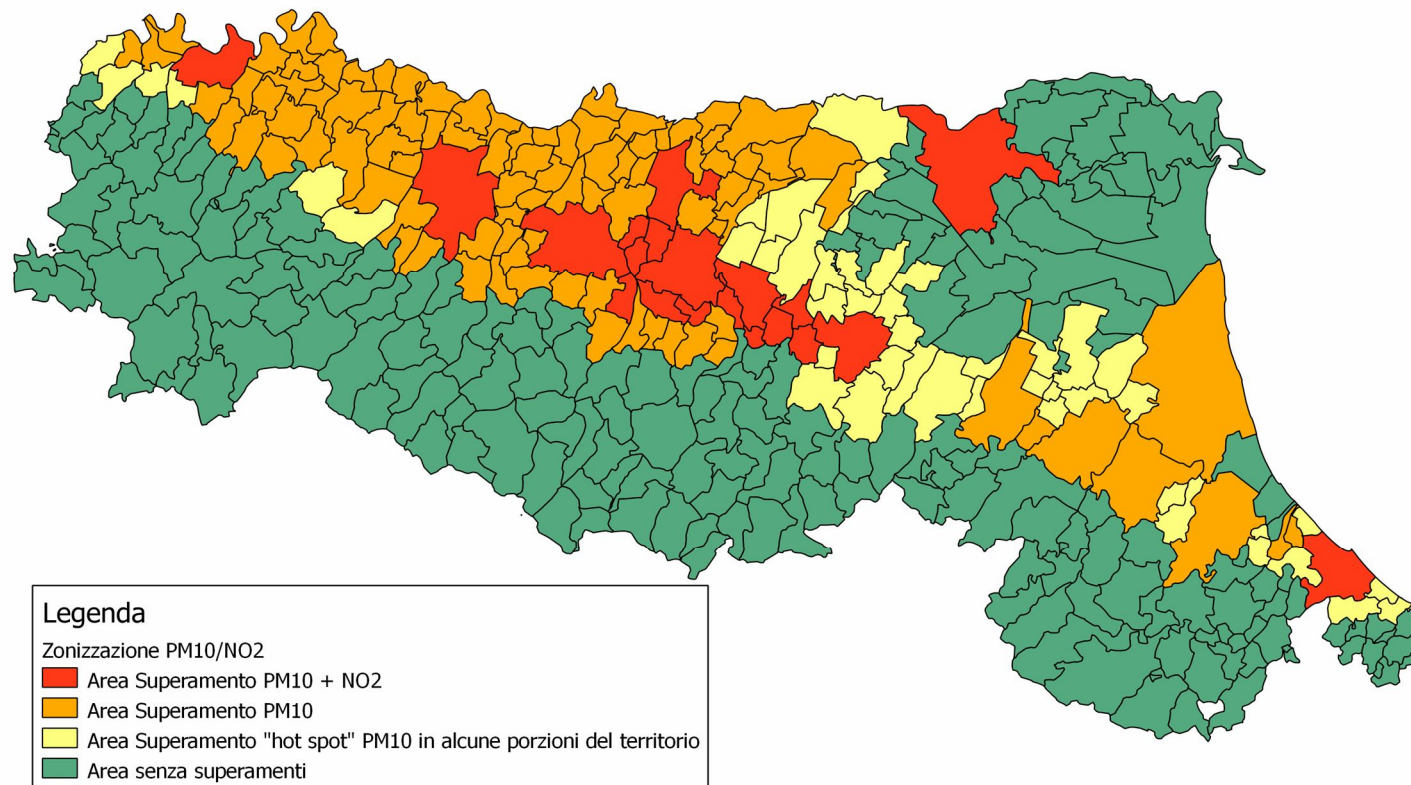 Legenda
Zonizzazione PM10/NO2
Area Superamento PM10 + NO2
Area Superamento PM10
Area Superamento "hot spot" PM10 in alcune porzioni del territorio
Area senza superamenti